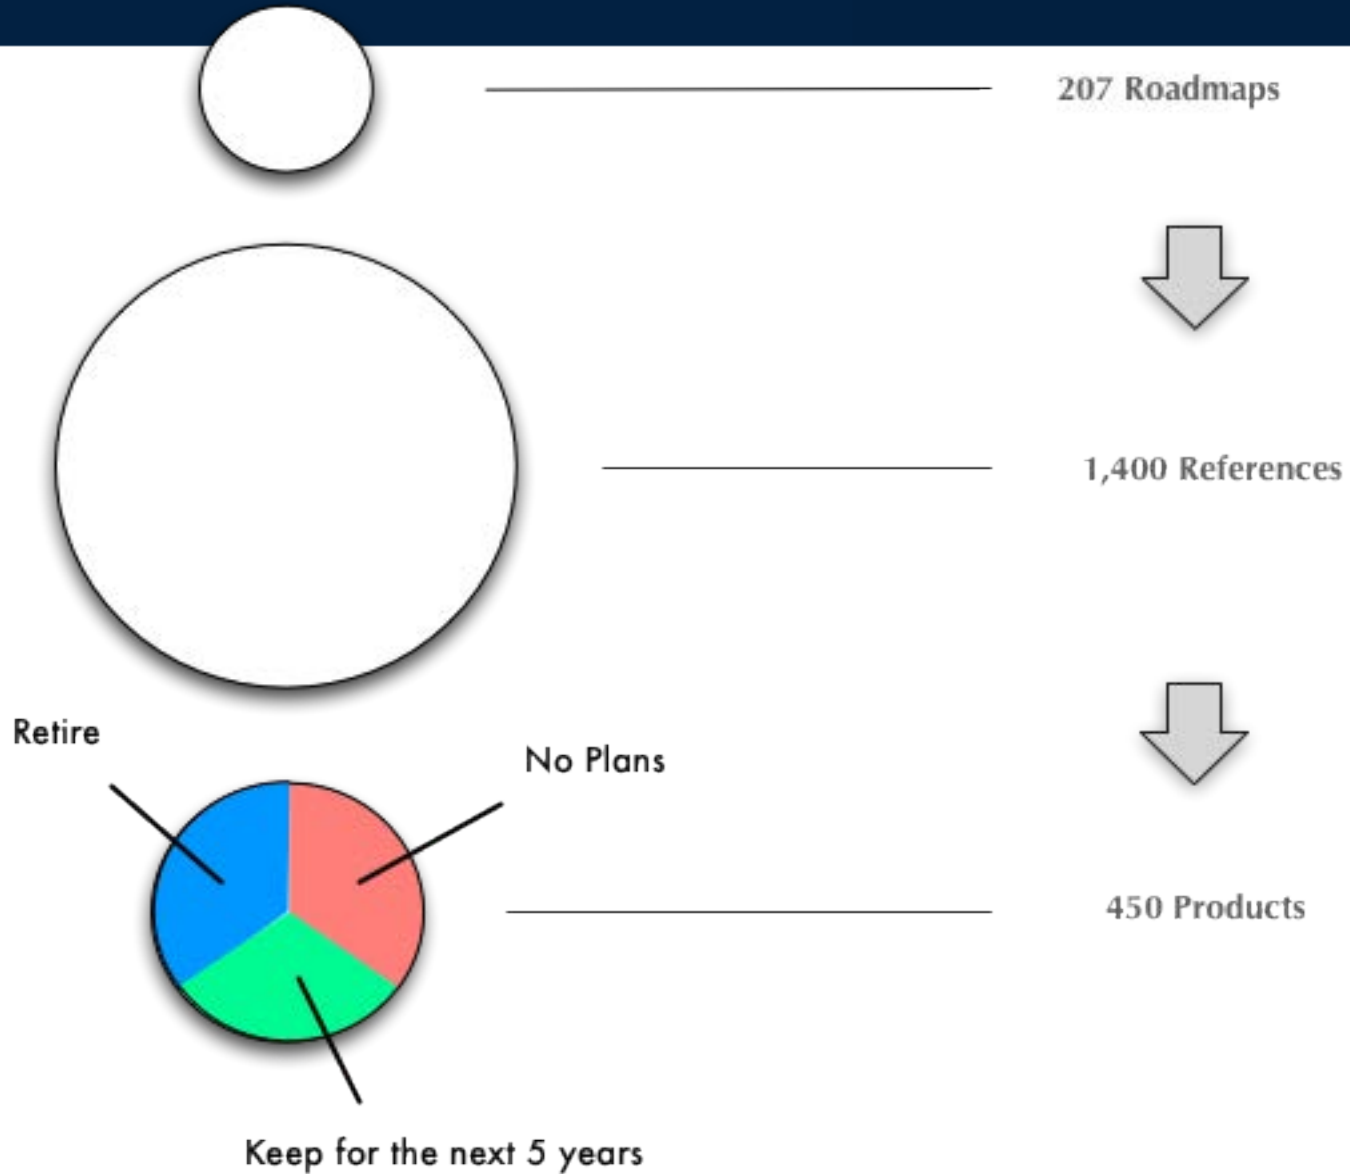 207 Roadmaps
1,400 References
Retire
No Plans
450 Products
Keep for the next 5 years